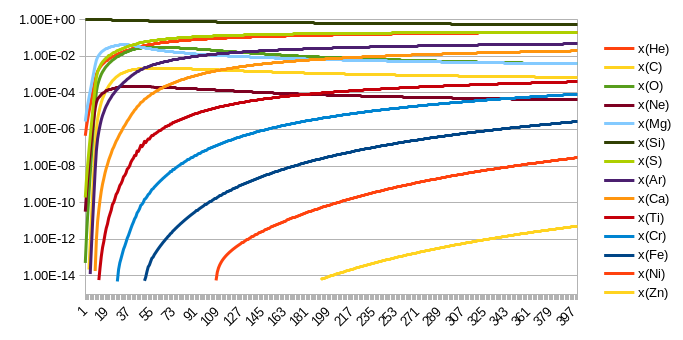 1.00E+00
1.00E-02
1.00E-04
1.00E-06
1.00E-08
1.00E-10
1.00E-12
1.00E-14
1 19 37 55 73 91 109 127 145 163 181 199 217 235 253 271 289 307 325 343 361 379 397
x(He)
x(C)
x(O)
x(Ne)
x(Mg)
x(Si)
x(S)
x(Ar)
x(Ca)
x(Ti)
x(Cr)
x(Fe)
x(Ni)
x(Zn)